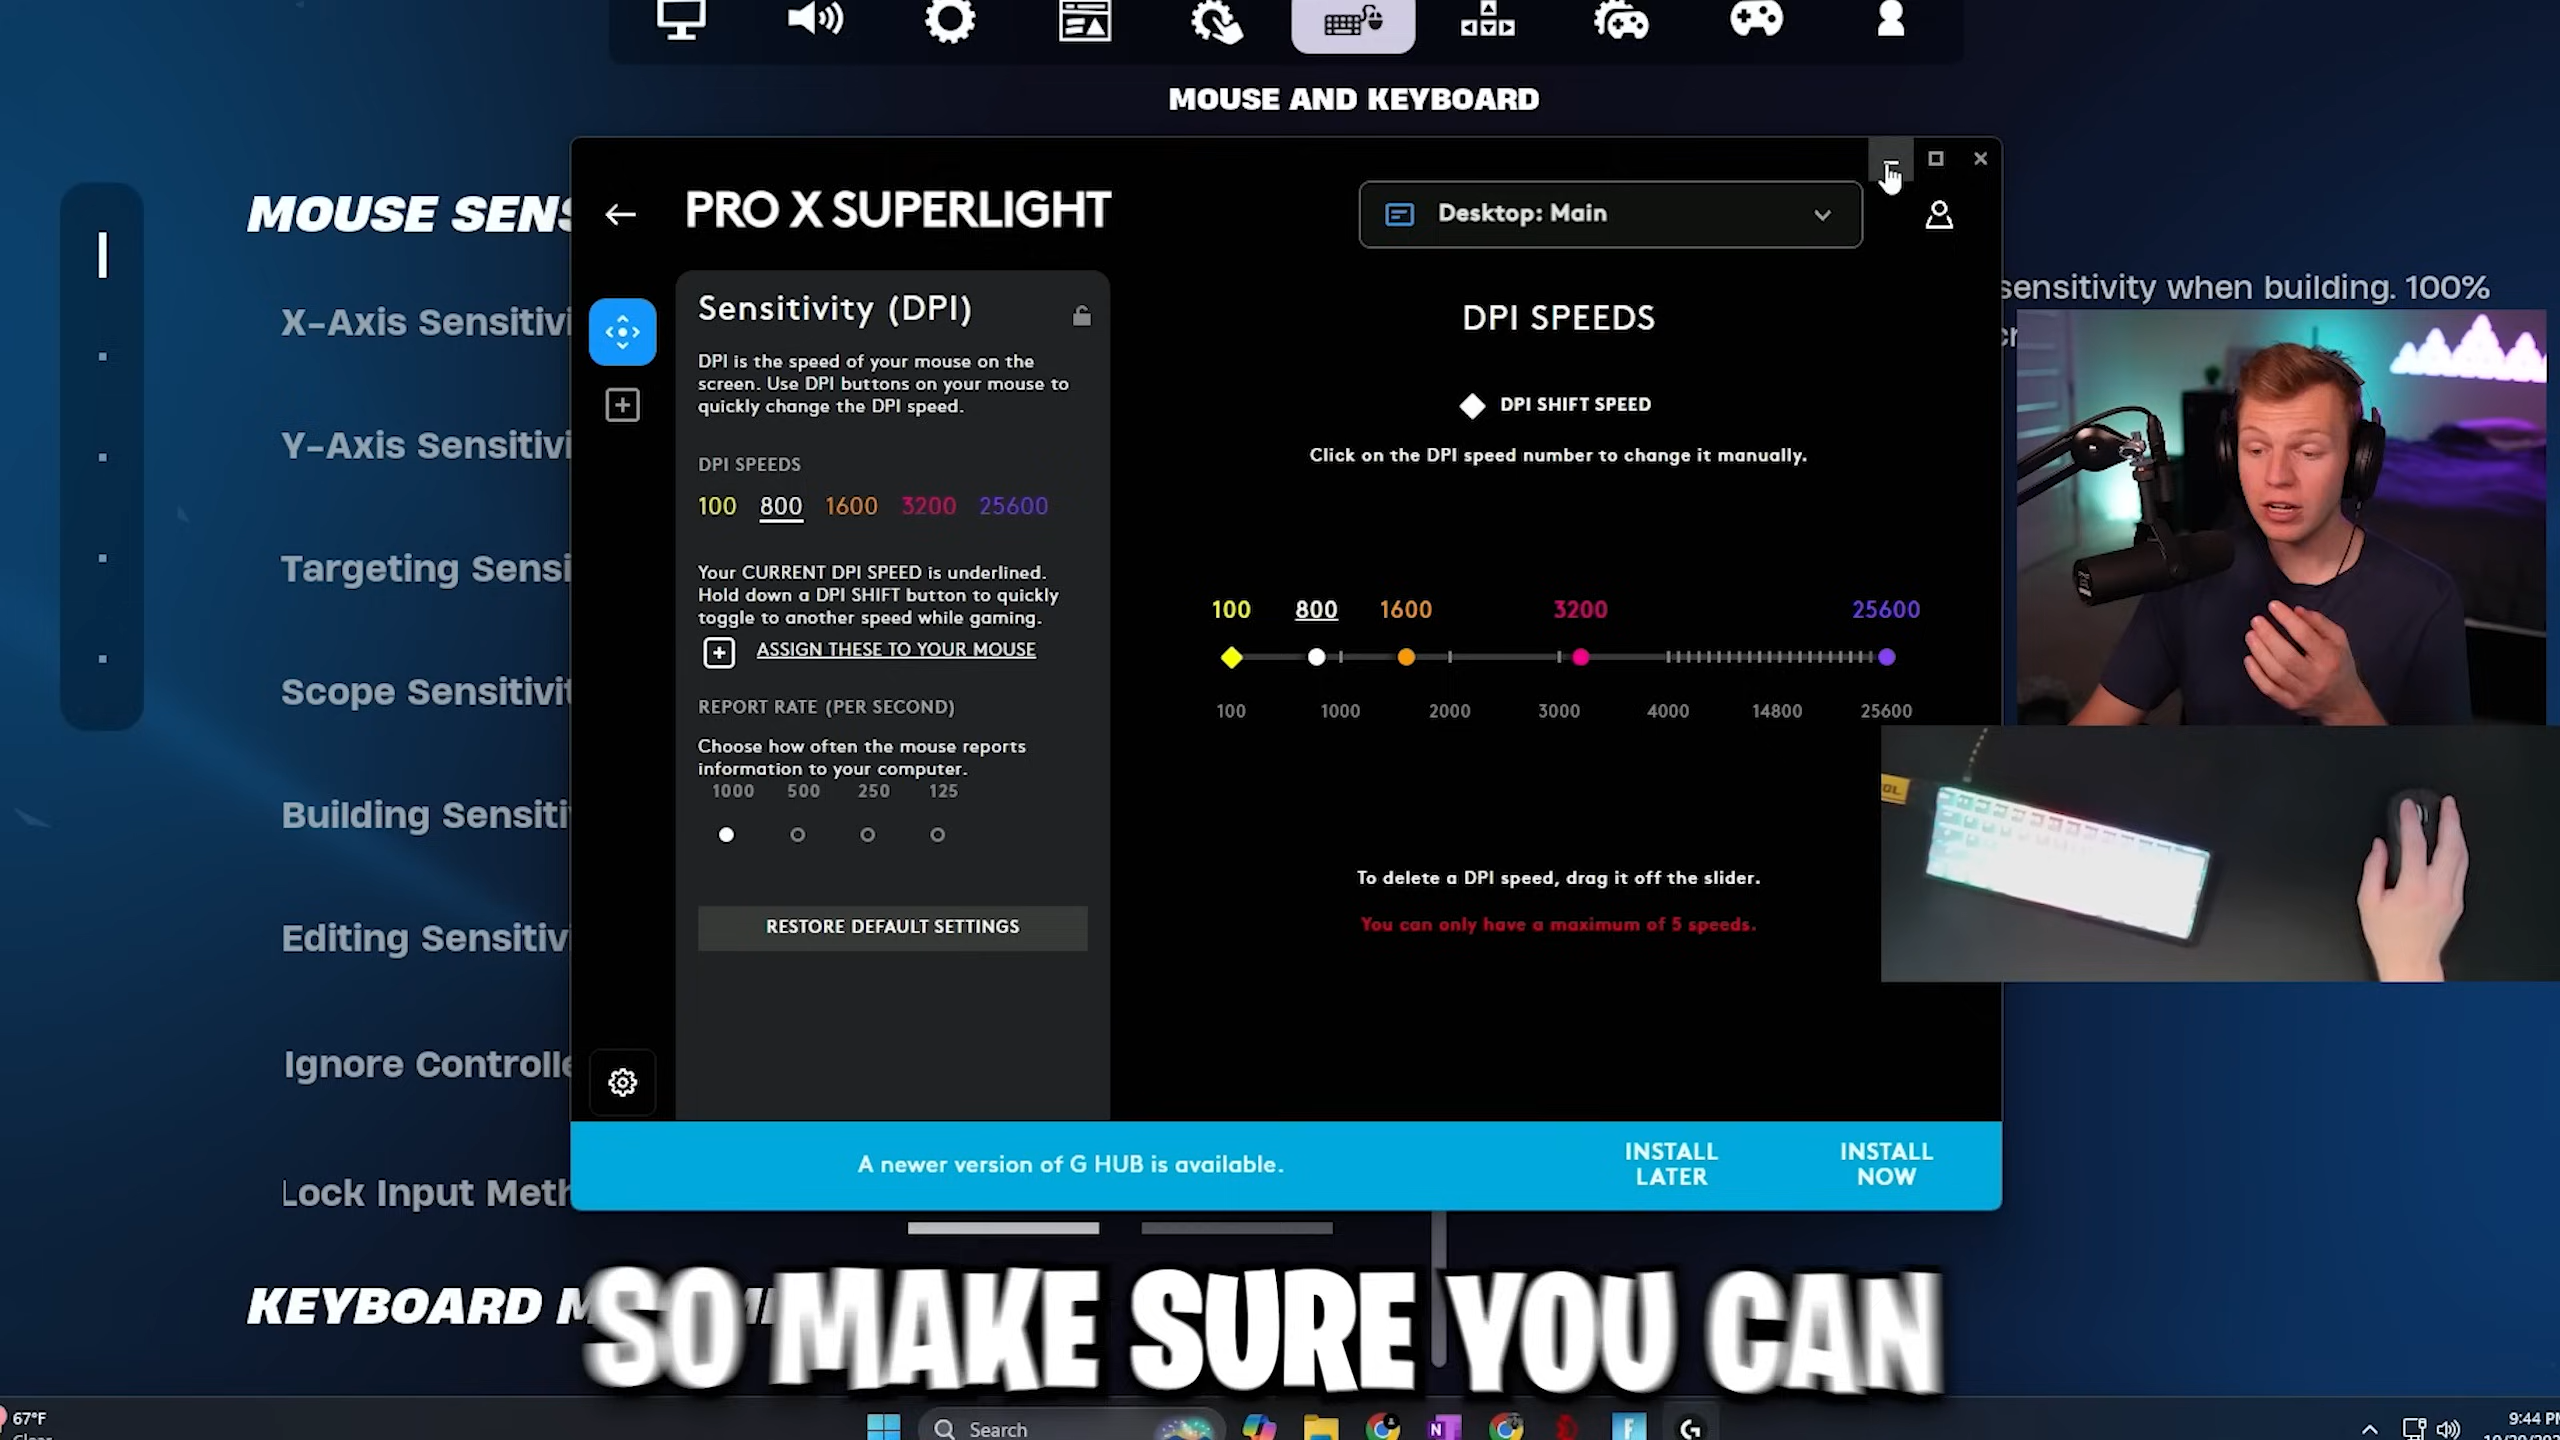 MOUSE AND KEYBOARD
MOUSE SENS
X-Axis Sensitivi
Y-Axis Sensitivi
Targeting Sensi
Scope Sensitivit
Building Sensiti
Editing Sensitiv
Ignore Controlle
Lock Input Meth
KEYBOARD M
sensitivity when building. 100%
PRO X SUPERLIGHT
Desktop: Main
Sensitivity (DPI)
DPI is the speed of your mouse on the
screen. Use DPI buttons on your mouse to
quickly change the DPI speed.
DPI SPEEDS
100 800 1600 3200 25600
Your CURRENT DPI SPEED is underlined.
Hold down a DPI SHIFT button to quickly
toggle to another speed while gaming.
ASSIGN THESE TO YOUR MOUSE
REPORT RATE (PER SECOND)
Choose how often the mouse reports
information to your computer.
1000 500 250 125
RESTORE DEFAULT SETTINGS
DPI SPEEDS
DPI SHIFT SPEED
Click on the DPI speed number to change it manually.
100 800 1600 3200 25600
100 1000 2000 3000 4000 14800 25600
To delete a DPI speed, drag it off the slider.
You can only have a maximum of 5 speeds.
A newer version of G HUB is available.
INSTALL
LATER
INSTALL
NOW
SO MAKE SURE YOU CAN
67°F
Search
9:44 PM